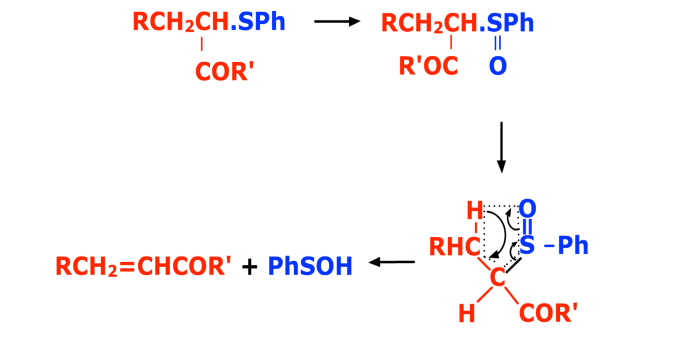 RCH₂CH.SPh
COR'
RCH₂CH.SPh
R'OC O
H O
RHC S –Ph
C
H COR'
RCH₂=CHCOR' + PhSOH